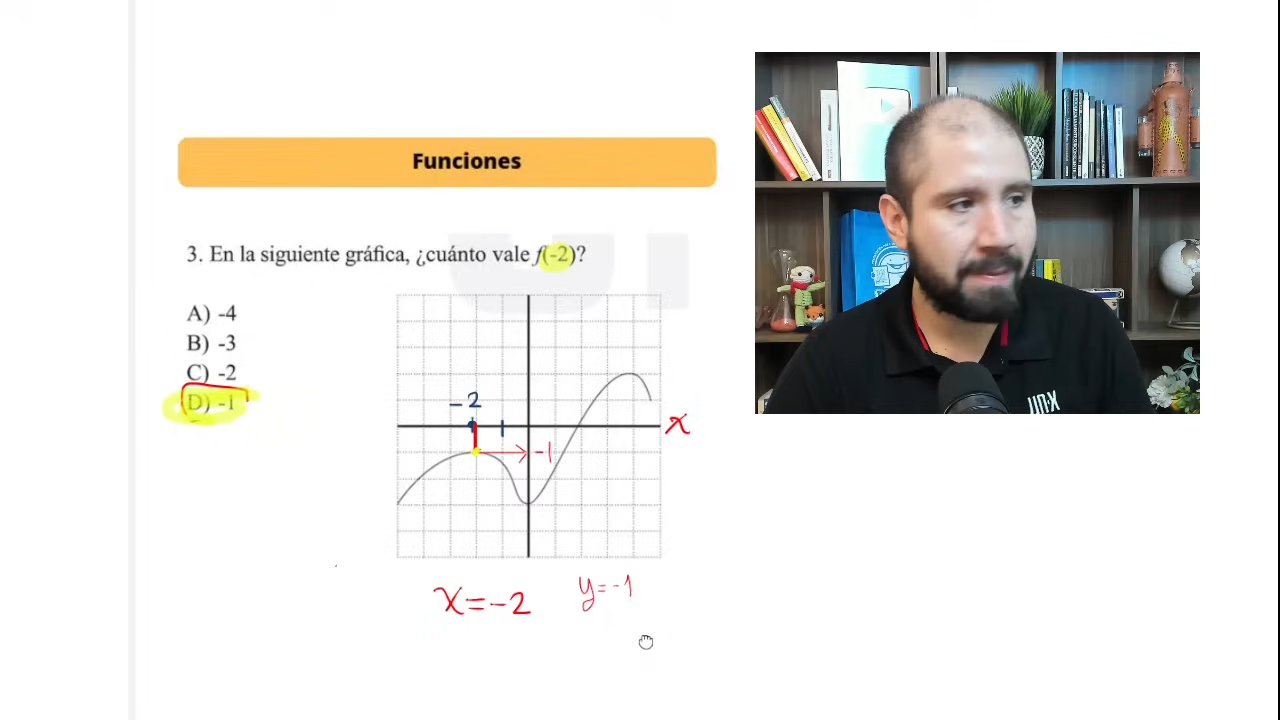 Funciones
3. En la siguiente gráfica, ¿cuánto vale f(-2)?
A) -4
B) -3
C) -2
D) -1
-2
x
-1
x=-2
y=-1